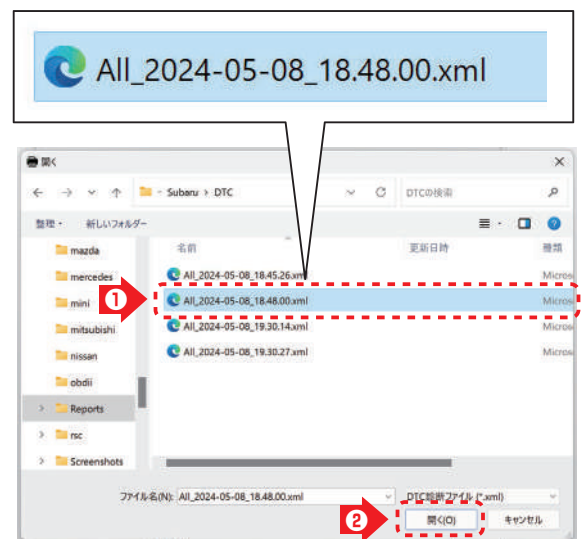 All_2024-05-08_18.48.00.xml
開く
Subaru > DTC
DTCの検索
整理
新しいフォルダー
名前 更新日時 種類
mazda
mercedes
mini
mitsubishi
nissan
obdii
Reports
rsc
Screenshots
All_2024-05-08_18.45.26.xml Micros
1
All_2024-05-08_18.48.00.xml Micros
All_2024-05-08_19.30.14.xml Micros
All_2024-05-08_19.30.27.xml Micros
ファイル名(N): All_2024-05-08_18.48.00.xml DTC診断ファイル (*.xml)
2
開く(O) キャンセル